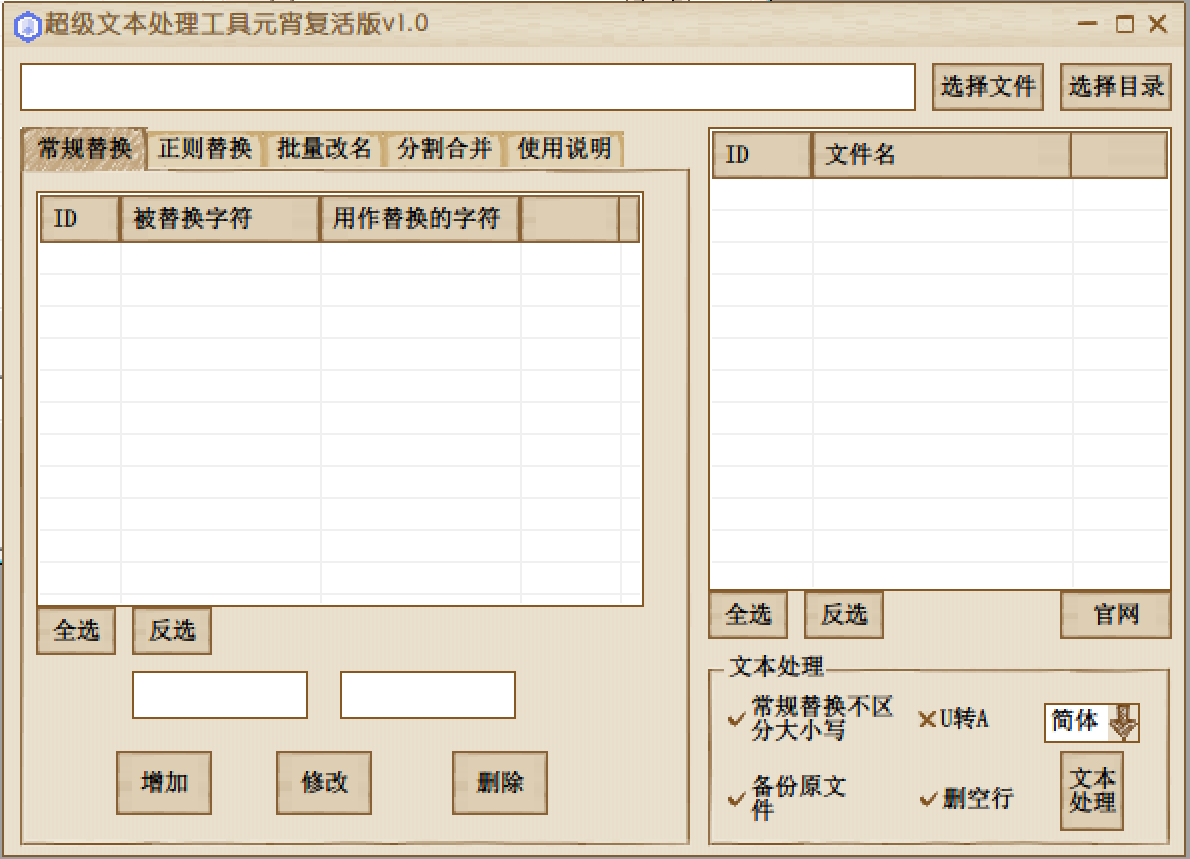 超级文本处理工具元宵复活版v1.0
选择文件 选择目录
常规替换 正则替换 批量改名 分割合并 使用说明
ID 被替换字符 用作替换的字符
ID 文件名
全选 反选
增加 修改 删除
全选 反选 官网
文本处理
常规替换不区
分大小写
U转A
简体
备份原文
件
删空行
文本
处理